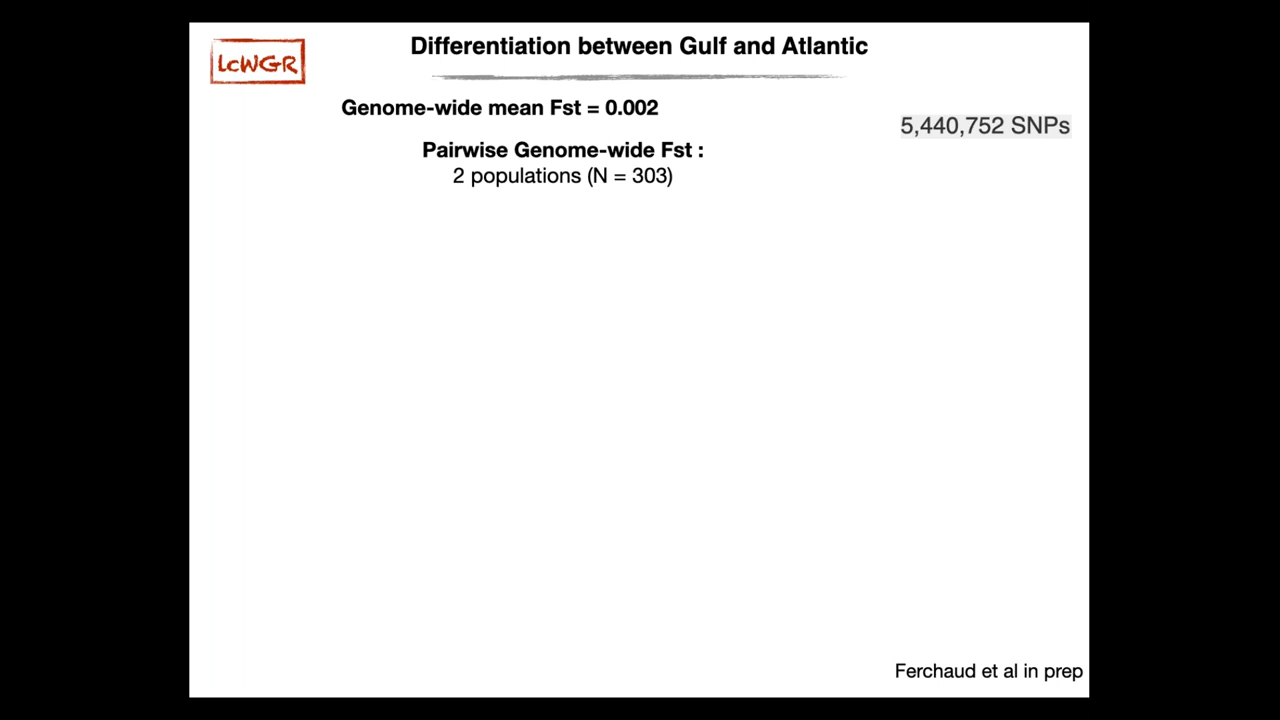 LcWGR
Differentiation between Gulf and Atlantic
Genome-wide mean Fst = 0.002
5,440,752 SNPs
Pairwise Genome-wide Fst :
2 populations (N = 303)
Ferchaud et al in prep